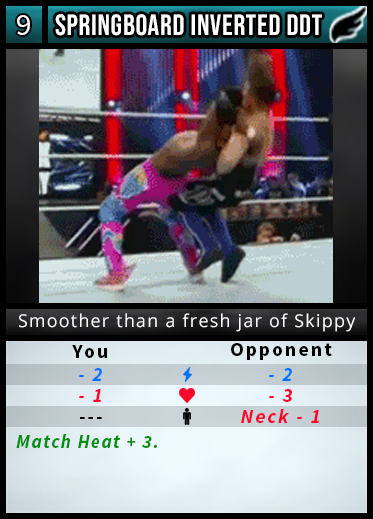 9 SPRINGBOARD INVERTED DDT
Smoother than a fresh jar of Skippy
You Opponent
- 2 - 2
- 1 - 3
--- Neck - 1
Match Heat + 3.